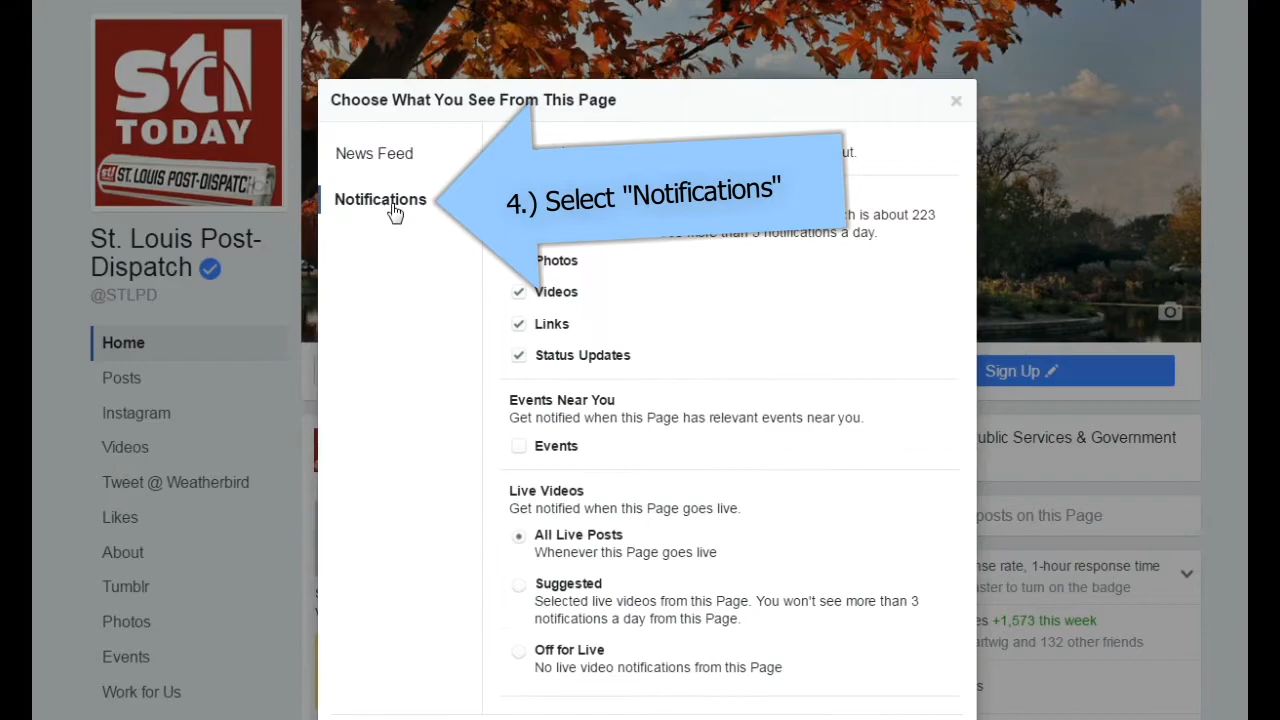 stl
TODAY
stl ST. LOUIS POST-DISPATCH
St. Louis Post-
Dispatch
@STLPD
Home
Posts
Instagram
Videos
Tweet @ Weatherbird
Likes
About
Tumblr
Photos
Events
Work for Us
Choose What You See From This Page
News Feed
Notifications
4.) Select "Notifications"
out.
is about 223
more than 5 notifications a day.
Photos
Videos
Links
Status Updates
Events Near You
Get notified when this Page has relevant events near you.
Events
Live Videos
Get notified when this Page goes live.
All Live Posts
Whenever this Page goes live
Suggested
Selected live videos from this Page. You won't see more than 3
notifications a day from this Page.
Off for Live
No live video notifications from this Page
Sign Up
ublic Services & Government
posts on this Page
nse rate, 1-hour response time
aster to turn on the badge
es +1,573 this week
artwig and 132 other friends
s